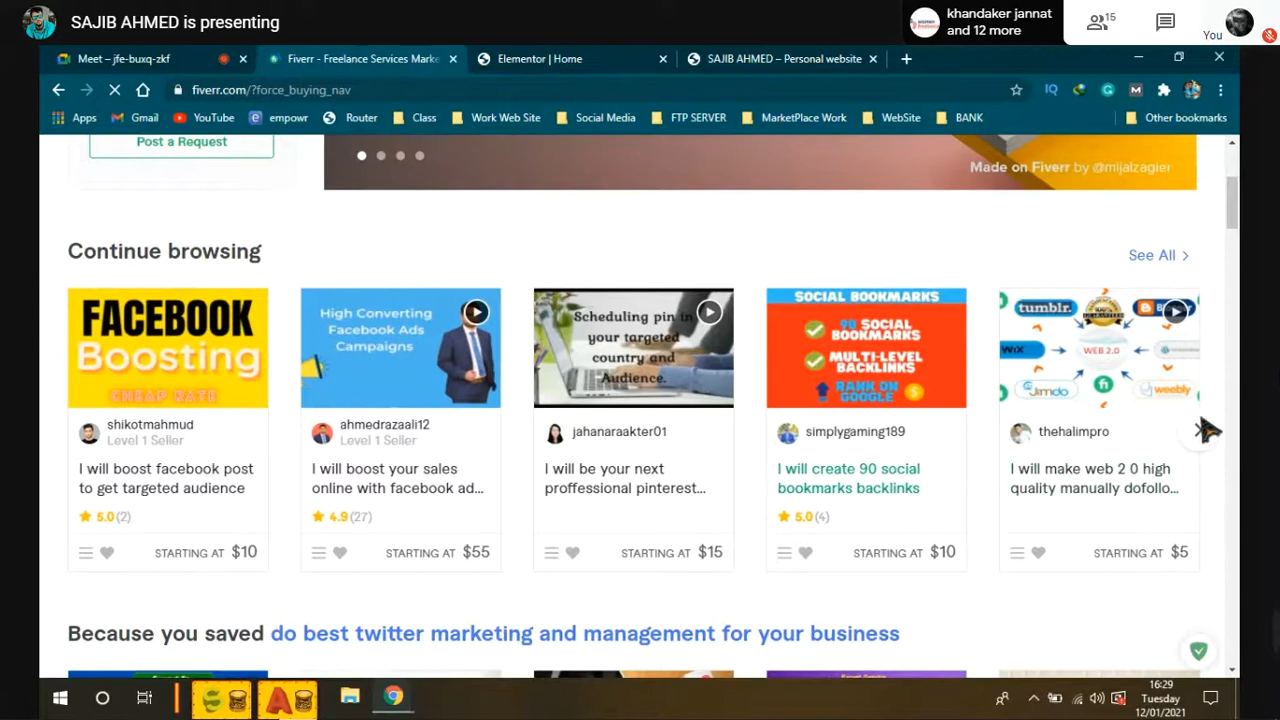 SAJIB AHMED is presenting
khandaker jannat
and 12 more
15
You
Meet – jfe-buxq-zkf
Fiverr - Freelance Services Marke
Elementor | Home
SAJIB AHMED – Personal website
fiverr.com/?force_buying_nav
Apps
Gmail
YouTube
empowr
Router
Class
Work Web Site
Social Media
FTP SERVER
MarketPlace Work
WebSite
BANK
Other bookmarks
Post a Request
Made on Fiverr by @mijalzagier
Continue browsing
See All >
FACEBOOK
Boosting
CHEAP RATE
shikotmahmud
Level 1 Seller
I will boost facebook post
to get targeted audience
5.0 (2)
STARTING AT $10
High Converting
Facebook Ads
Campaigns
ahmedrazaali12
Level 1 Seller
I will boost your sales
online with facebook ad...
4.9 (27)
STARTING AT $55
Scheduling pin in
your targeted
country and
Audience.
jahanaraakter01
I will be your next
proffessional pinterest...
STARTING AT $15
SOCIAL BOOKMARKS
90 SOCIAL
BOOKMARKS
MULTI-LEVEL
BACKLINKS
RANK ON
GOOGLE
simplygaming189
I will create 90 social
bookmarks backlinks
5.0 (4)
STARTING AT $10
tumblr.
WIX
WEB 2.0
Jimdo
weebly
thehalimpro
I will make web 2 0 high
quality manually dofollo...
STARTING AT $5
Because you saved do best twitter marketing and management for your business
16:29
Tuesday
12/01/2021